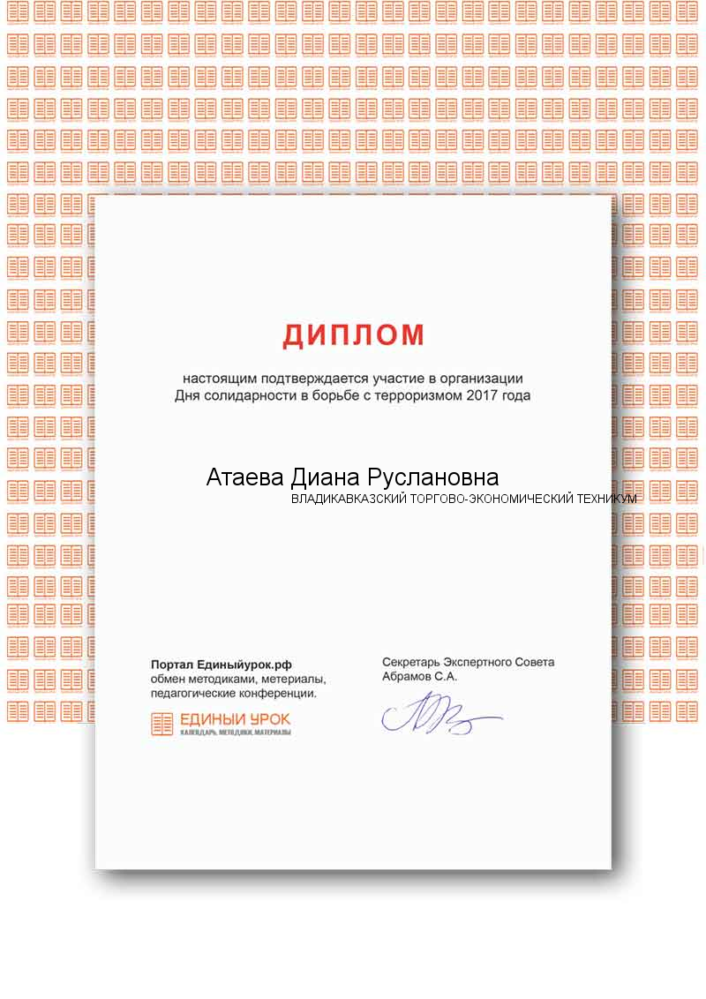 ДИПЛОМ
настоящим подтверждается участие в организации
Дня солидарности в борьбе с терроризмом 2017 года
Атаева Диана Руслановна
ВЛАДИКАВКАЗСКИЙ ТОРГОВО-ЭКОНОМИЧЕСКИЙ ТЕХНИКУМ
Портал Единыйурок.рф
обмен методиками, метериалы,
педагогические конференции.
ЕДИНЫЙ УРОК
КАЛЕНДАРЬ, МЕТОДИКИ, МАТЕРИАЛЫ
Секретарь Экспертного Совета
Абрамов С.А.